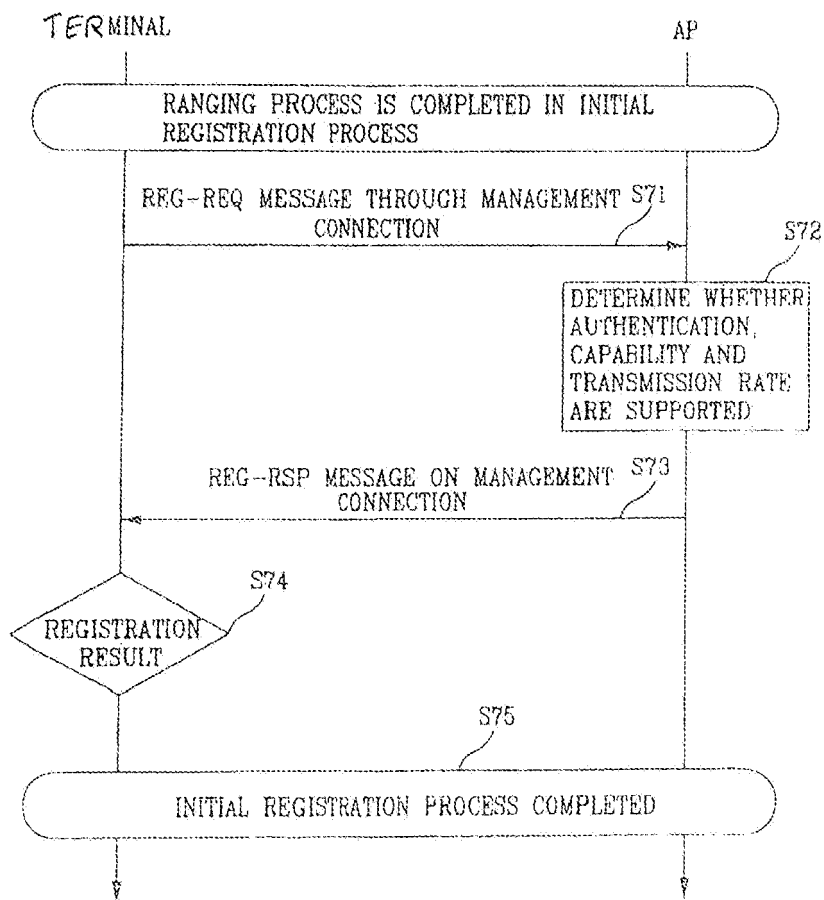 TERMINAL
AP
RANGING PROCESS IS COMPLETED IN INITIAL
REGISTRATION PROCESS
REG-REQ MESSAGE THROUGH MANAGEMENT
CONNECTION
S71
S72
DETERMINE WHETHER
AUTHENTICATION,
CAPABILITY AND
TRANSMISSION RATE
ARE SUPPORTED
REG-RSP MESSAGE ON MANAGEMENT
CONNECTION
S73
S74
REGISTRATION
RESULT
S75
INITIAL REGISTRATION PROCESS COMPLETED